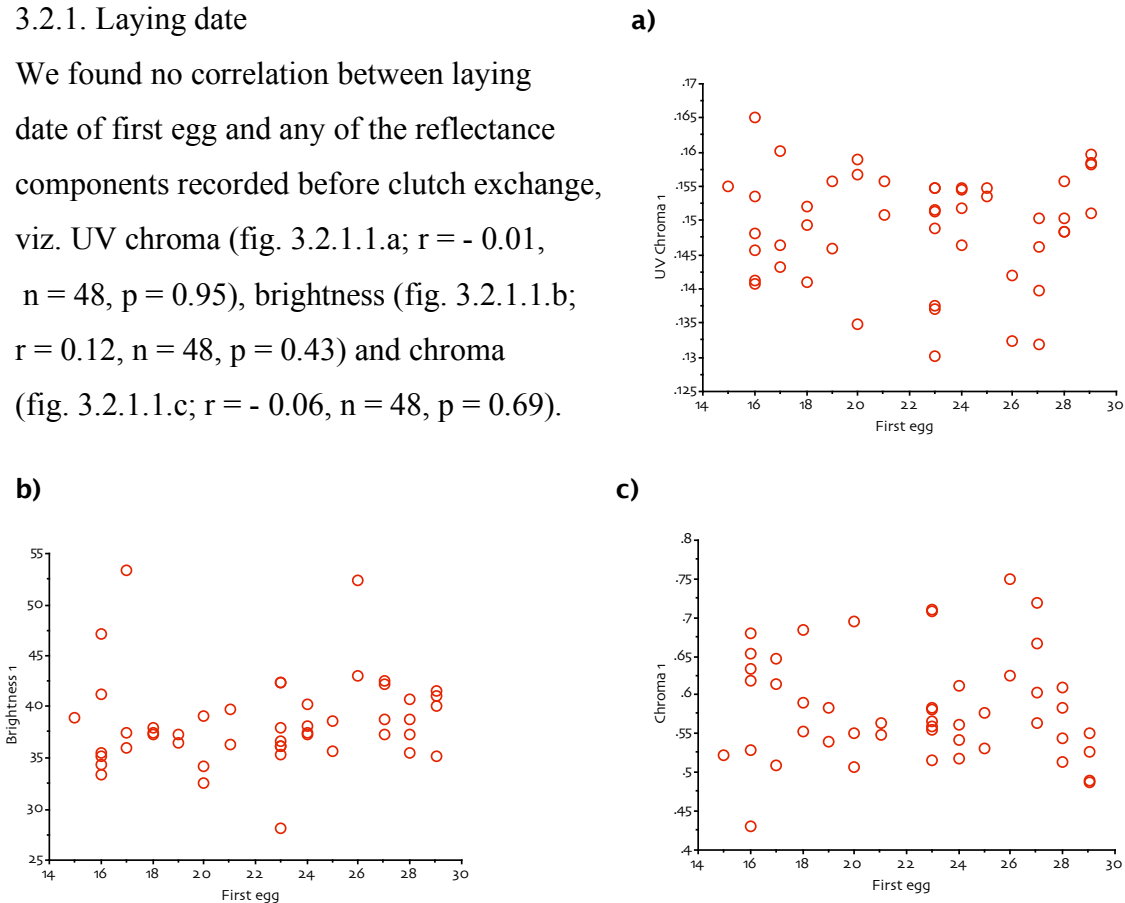 3.2.1. Laying date
We found no correlation between laying
date of first egg and any of the reflectance
components recorded before clutch exchange,
viz. UV chroma (fig. 3.2.1.1.a; r = - 0.01,
n = 48, p = 0.95), brightness (fig. 3.2.1.1.b;
r = 0.12, n = 48, p = 0.43) and chroma
(fig. 3.2.1.1.c; r = - 0.06, n = 48, p = 0.69).
a)
UV Chroma 1
.17
.165
.16
.155
.15
.145
.14
.135
.13
.125
14 16 18 20 22 24 26 28 30
First egg
b)
Brightness 1
55
50
45
40
35
30
25
14 16 18 20 22 24 26 28 30
First egg
c)
Chroma 1
.8
.75
.7
.65
.6
.55
.5
.45
.4
14 16 18 20 22 24 26 28 30
First egg